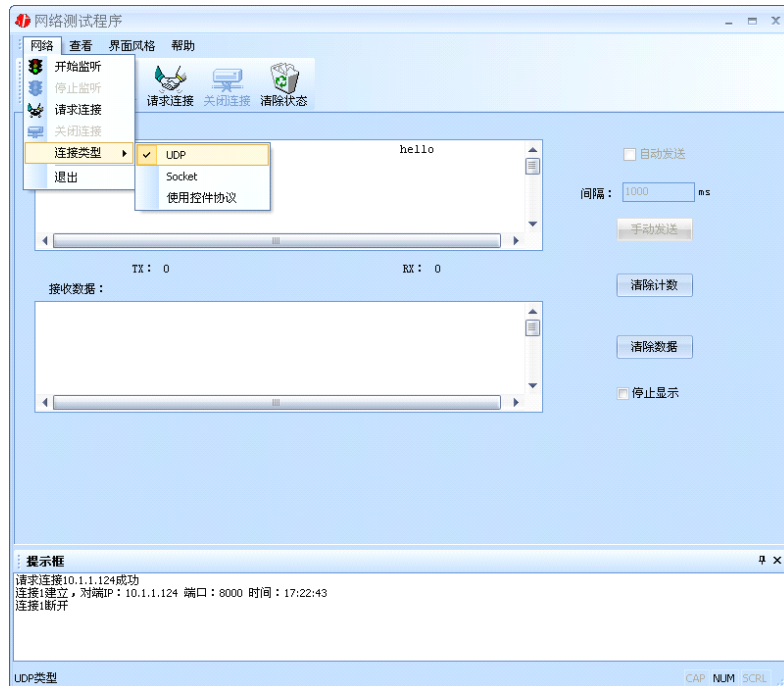 网络测试程序
网络 查看 界面风格 帮助
开始监听
停止监听
请求连接
关闭连接
连接类型
退出
UDP
Socket
使用控件协议
请求连接 关闭连接 清除状态
hello
自动发送
间隔： 1000 ms
手动发送
TX： 0 RX： 0
清除计数
接收数据：
清除数据
停止显示
提示框
请求连接10.1.1.124成功
连接1建立，对端IP：10.1.1.124 端口：8000 时间：17:22:43
连接1断开
UDP类型 CAP NUM SCRL